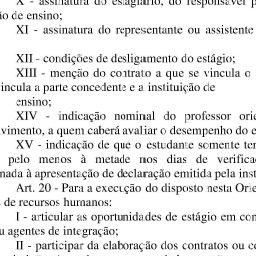 X - assinatura do estagiário, do responsável p
ão de ensino;
XI - assinatura do representante ou assistente
XII - condições de desligamento do estágio;
XIII - menção do contrato a que se vincula o
incula a parte concedente e a instituição de
ensino;
XIV - indicação nominal do professor orie
lvimento, a quem caberá avaliar o desempenho do e
XV - indicação de que o estudante somente ter
pelo menos à metade nos dias de verifica
nada à apresentação de declaração emitida pela inst
Art. 20 - Para a execução do disposto nesta Orie
s de recursos humanos:
I - articular as oportunidades de estágio em con
u agentes de integração;
II - participar da elaboração dos contratos ou co